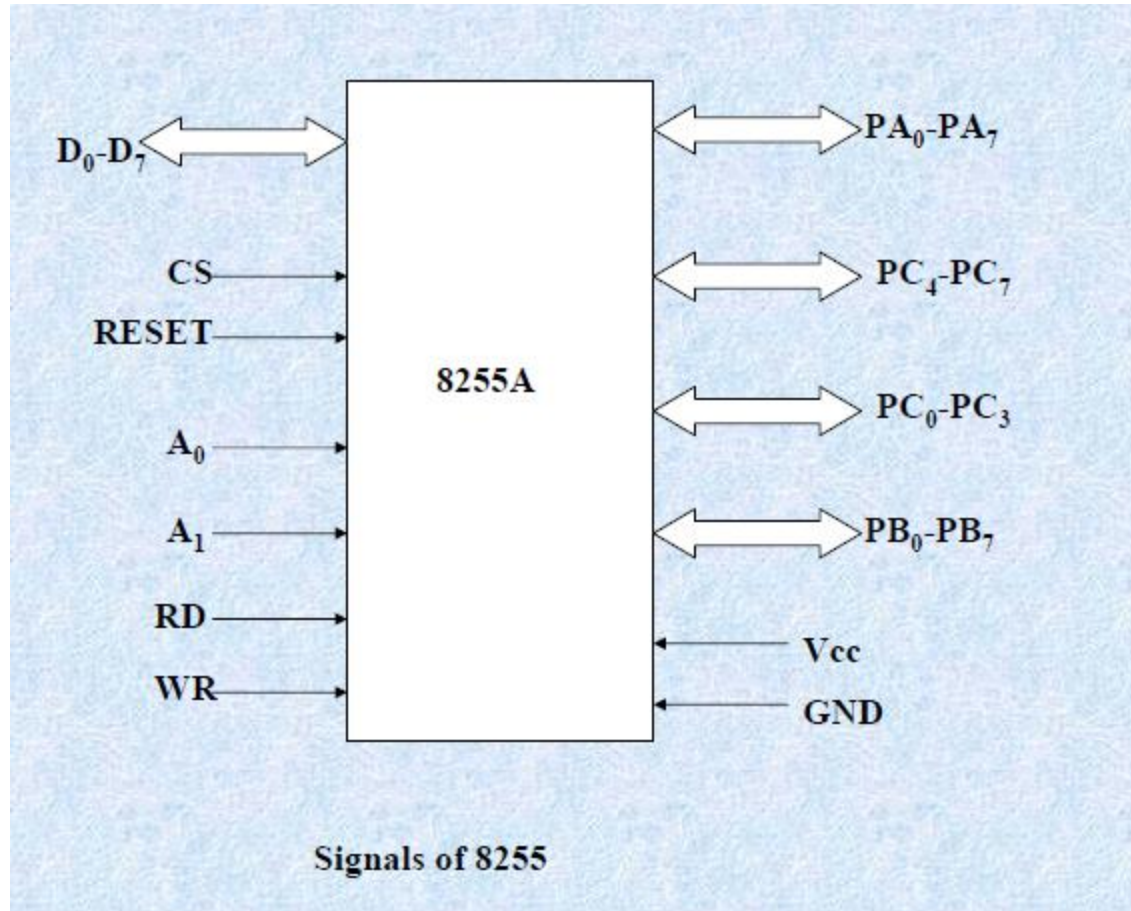 D₀-D₇
PA₀-PA₇
CS
PC₄-PC₇
RESET
8255A
PC₀-PC₃
A₀
A₁
PB₀-PB₇
RD
Vcc
WR
GND
Signals of 8255